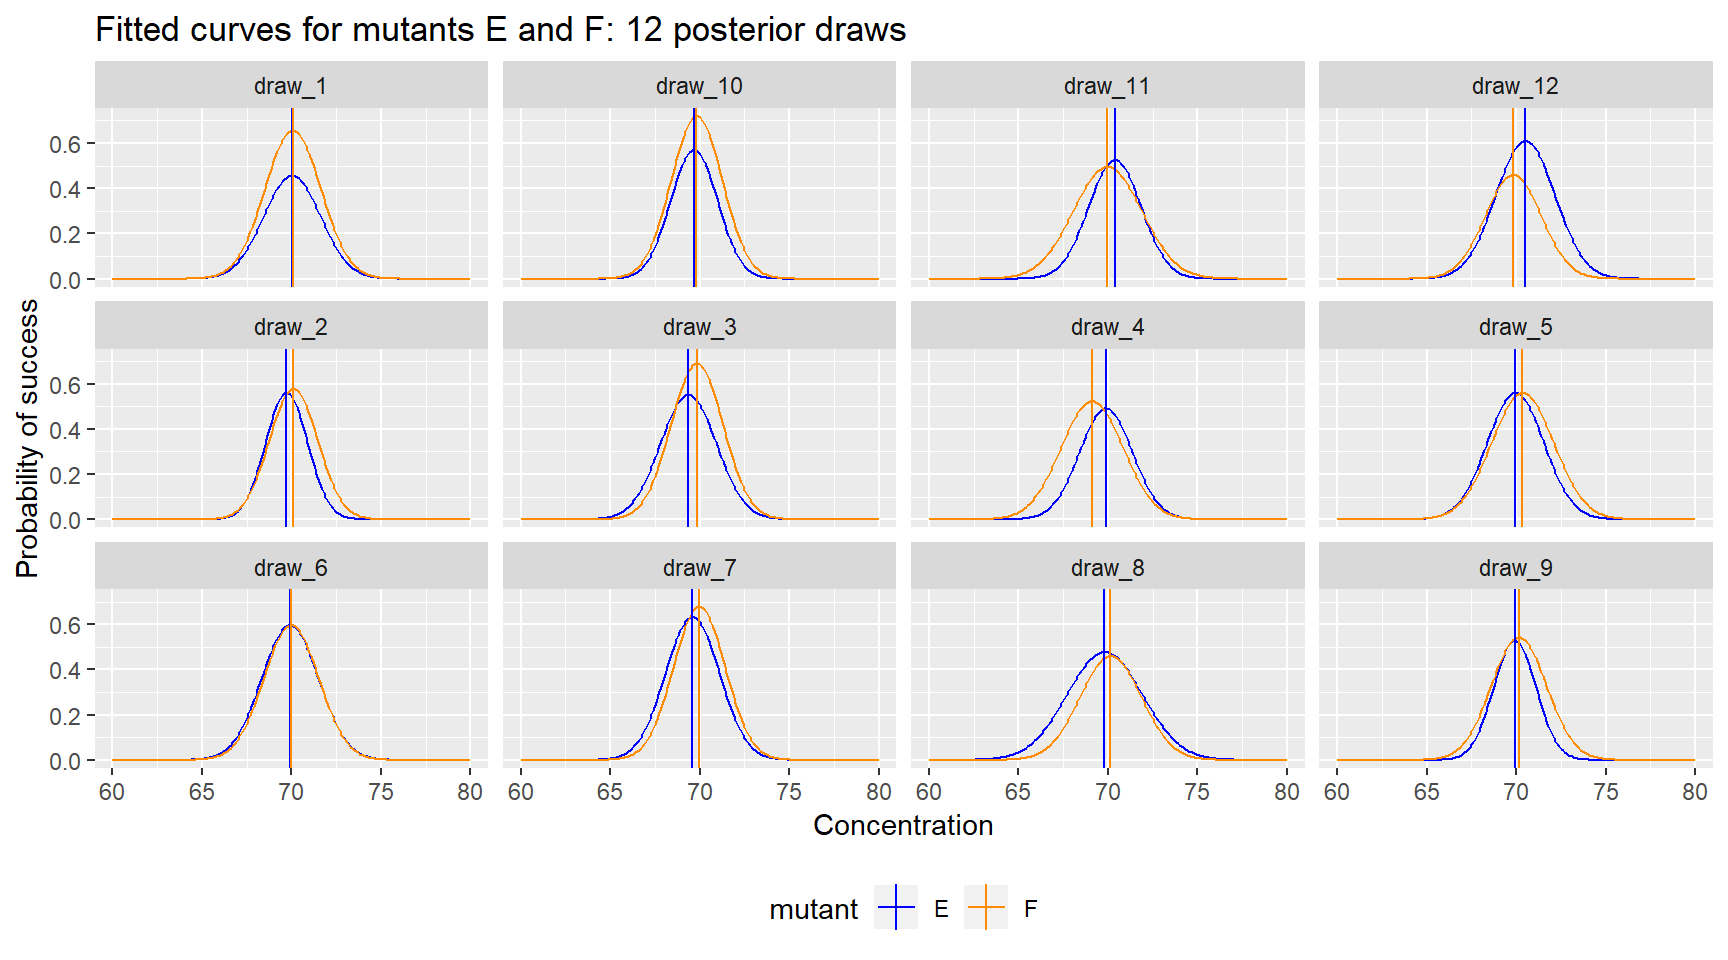 Fitted curves for mutants E and F: 12 posterior draws
draw_1 draw_10 draw_11 draw_12
0.6
0.4
0.2
0.0
draw_2 draw_3 draw_4 draw_5
0.6
0.4
0.2
0.0
draw_6 draw_7 draw_8 draw_9
0.6
0.4
0.2
0.0
Probability of success
60 65 70 75 80 60 65 70 75 80 60 65 70 75 80 60 65 70 75 80
Concentration
mutant E F